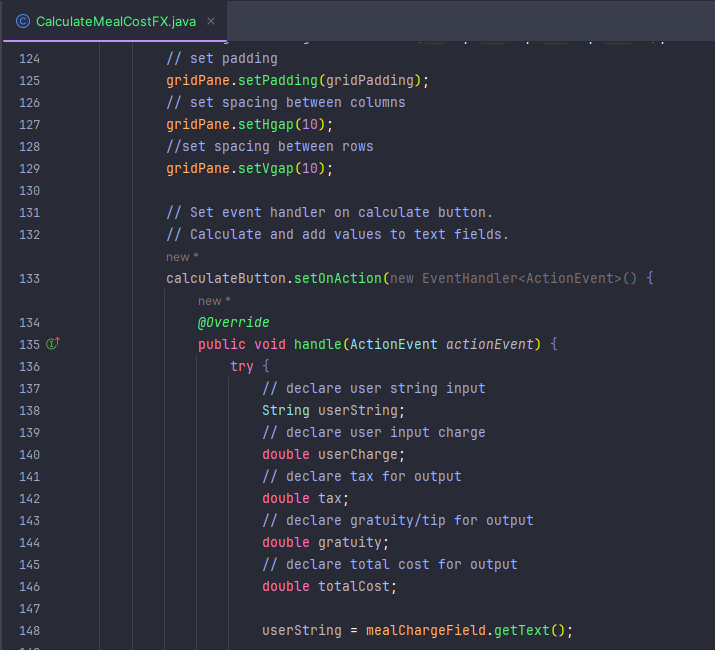 CalculateMealCostFX.java
124 // set padding
125 gridPane.setPadding(gridPadding);
126 // set spacing between columns
127 gridPane.setHgap(10);
128 //set spacing between rows
129 gridPane.setVgap(10);
130
131 // Set event handler on calculate button.
132 // Calculate and add values to text fields.
new *
133 calculateButton.setOnAction(new EventHandler<ActionEvent>() {
new *
134 @Override
135 public void handle(ActionEvent actionEvent) {
136 try {
137 // declare user string input
138 String userString;
139 // declare user input charge
140 double userCharge;
141 // declare tax for output
142 double tax;
143 // declare gratuity/tip for output
144 double gratuity;
145 // declare total cost for output
146 double totalCost;
147
148 userString = mealChargeField.getText();